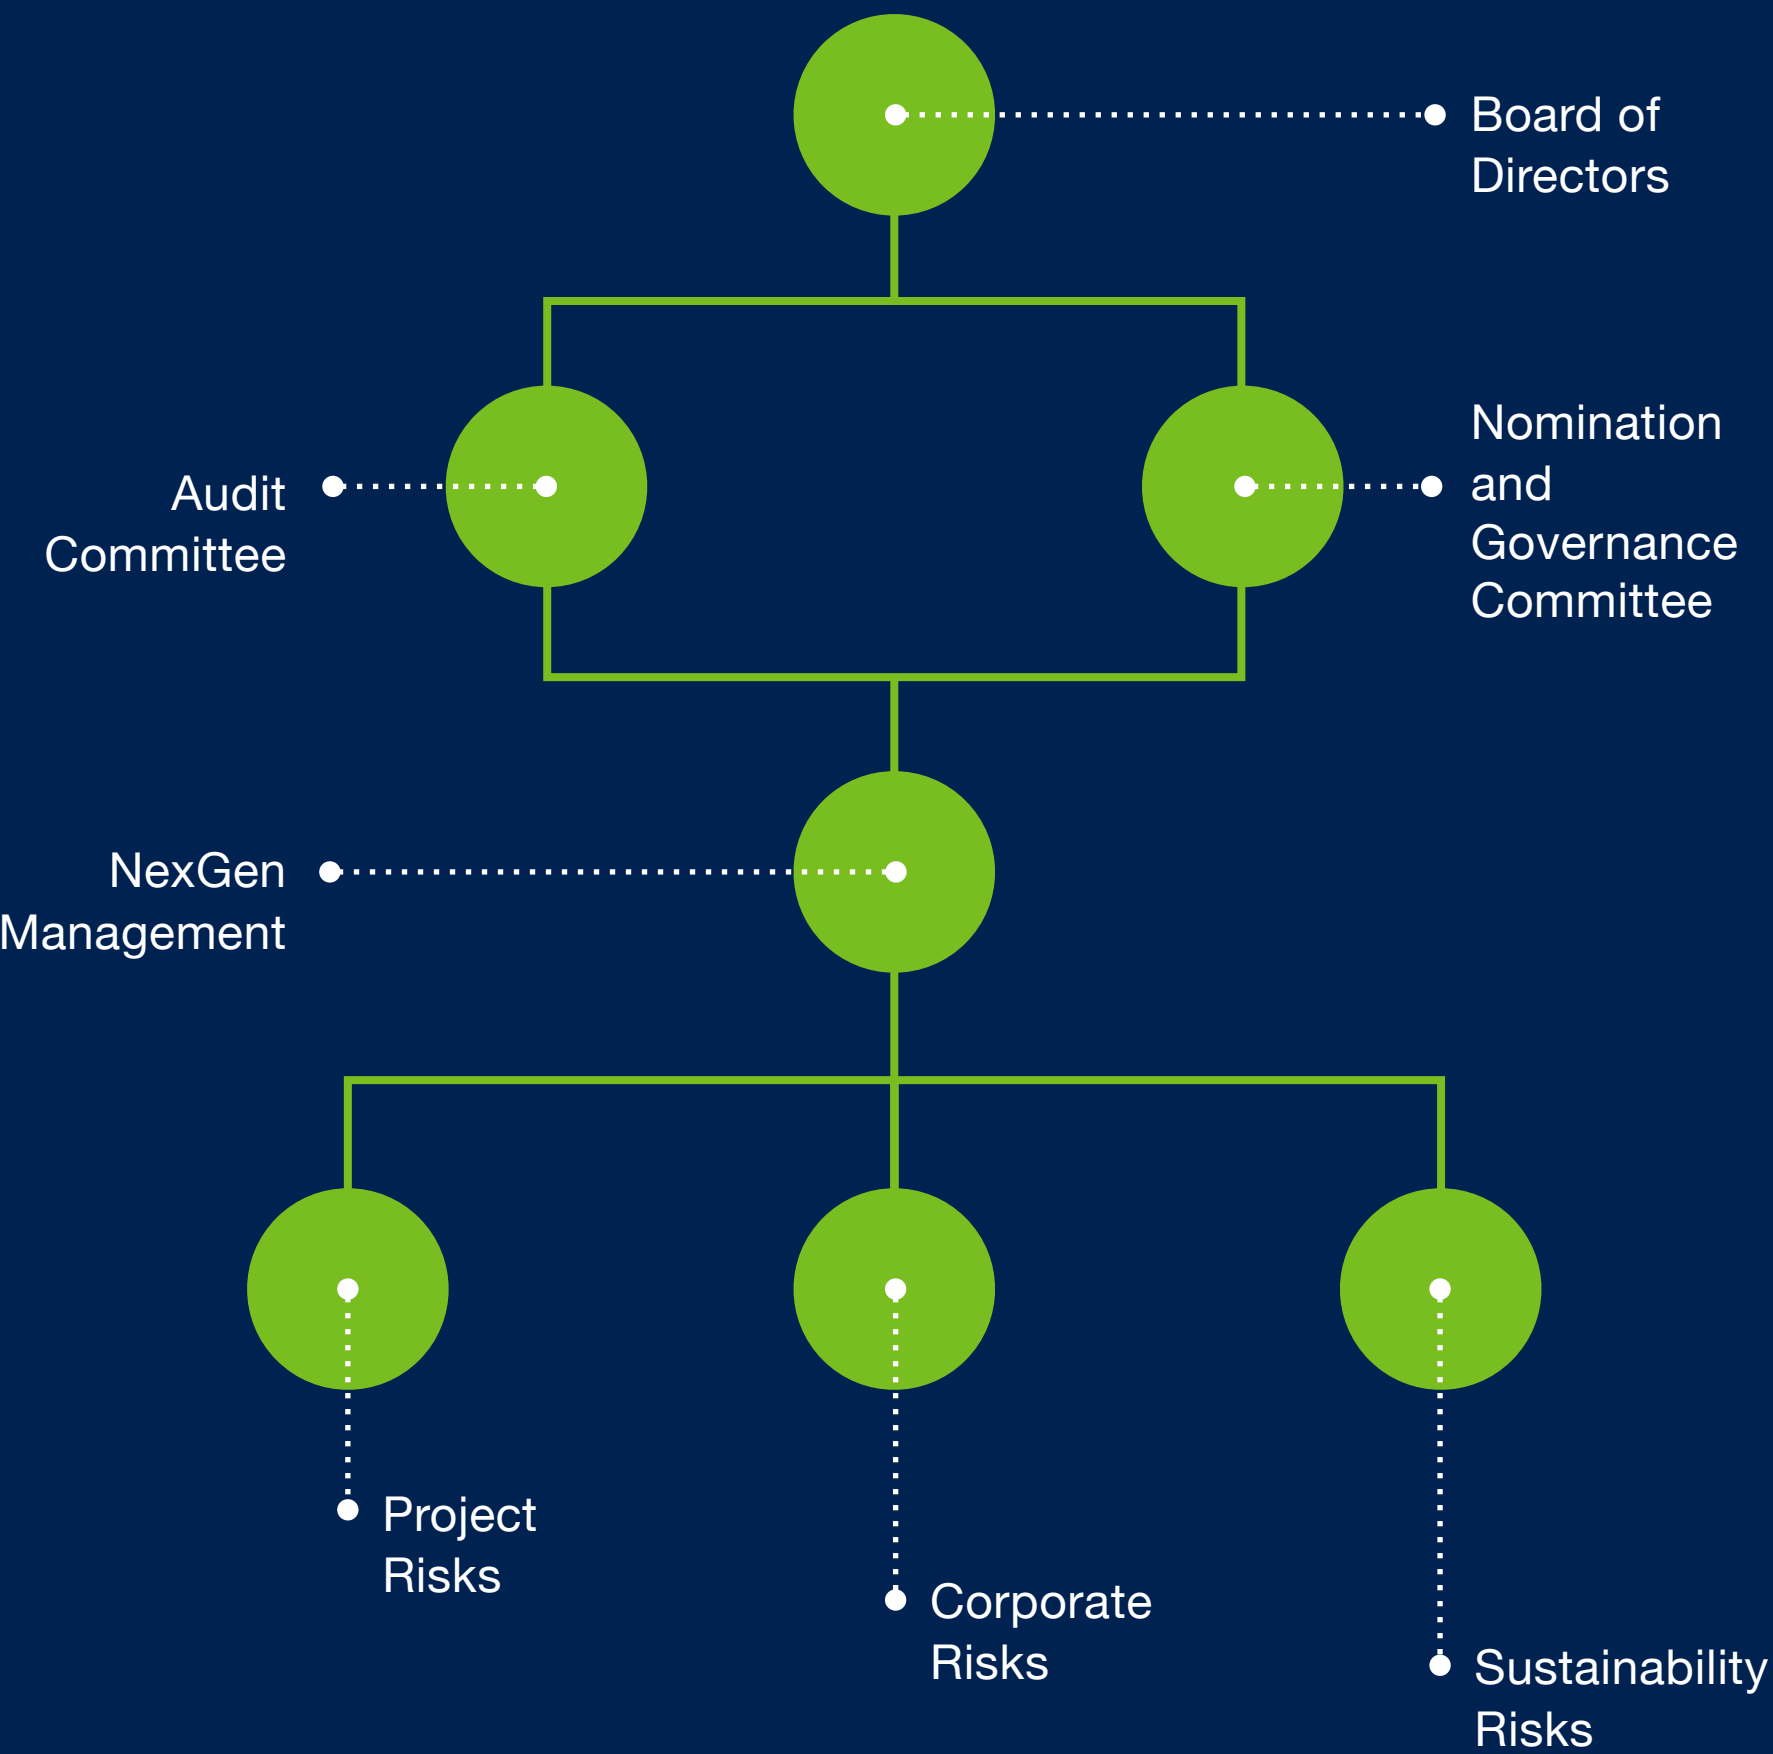 Board of
Directors
Audit
Committee
Nomination
and
Governance
Committee
NexGen
Management
Project
Risks
Corporate
Risks
Sustainability
Risks